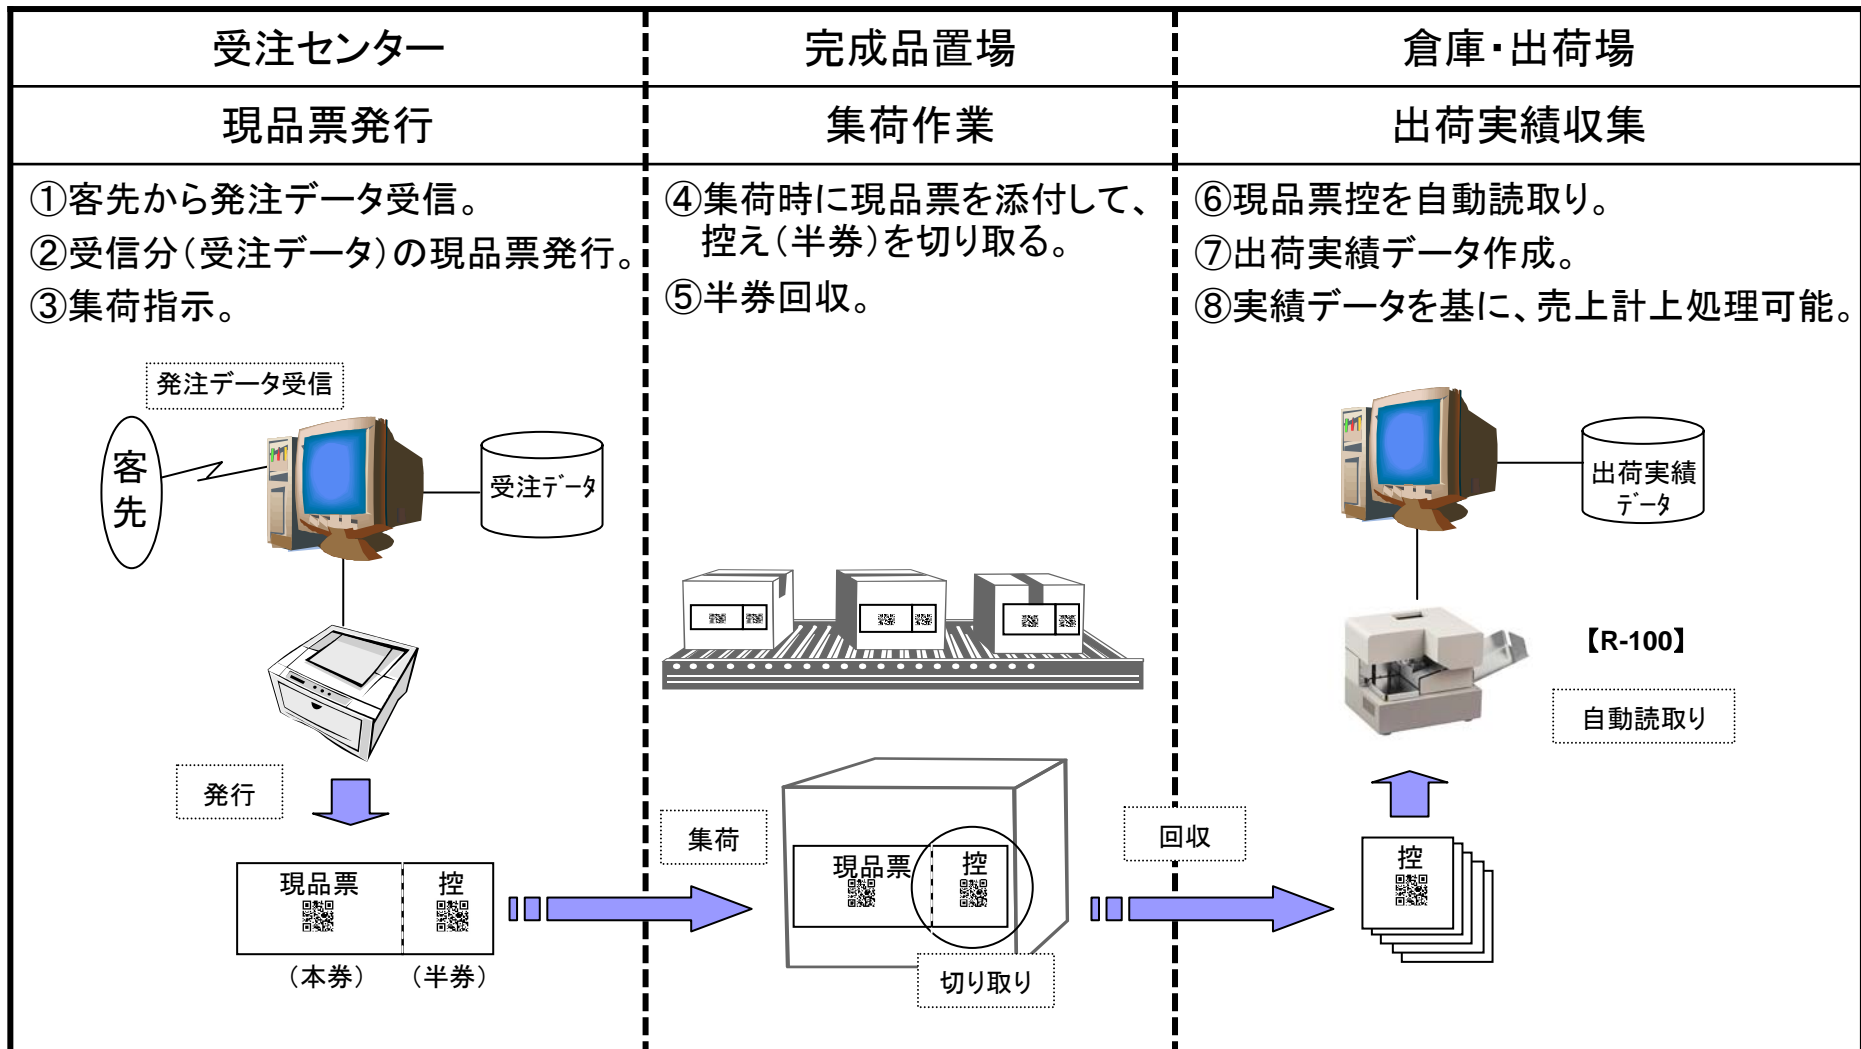 受注センター
完成品置場
倉庫・出荷場
現品票発行
集荷作業
出荷実績収集
①客先から発注データ受信。
②受信分(受注データ)の現品票発行。
③集荷指示。
④集荷時に現品票を添付して、
控え(半券)を切り取る。
⑤半券回収。
⑥現品票控を自動読取り。
⑦出荷実績データ作成。
⑧実績データを基に、売上計上処理可能。
発注データ受信
客
先
受注データ
発行
現品票
控
(本券)
(半券)
集荷
現品票
控
切り取り
回収
出荷実績
データ
【R-100】
自動読取り
控